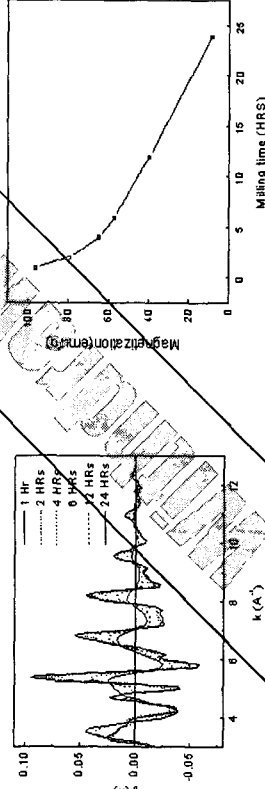 0.10
0.05
0.00
-0.05
1 Hr
2 HRs
4 HRs
6 HRs
12 HRs
24 HRs
4 6 8 10 12
k (A⁻¹)
Magnetization(emu/g)
100
80
60
40
20
0
0 5 10 15 20 25
Milling time (HRS)